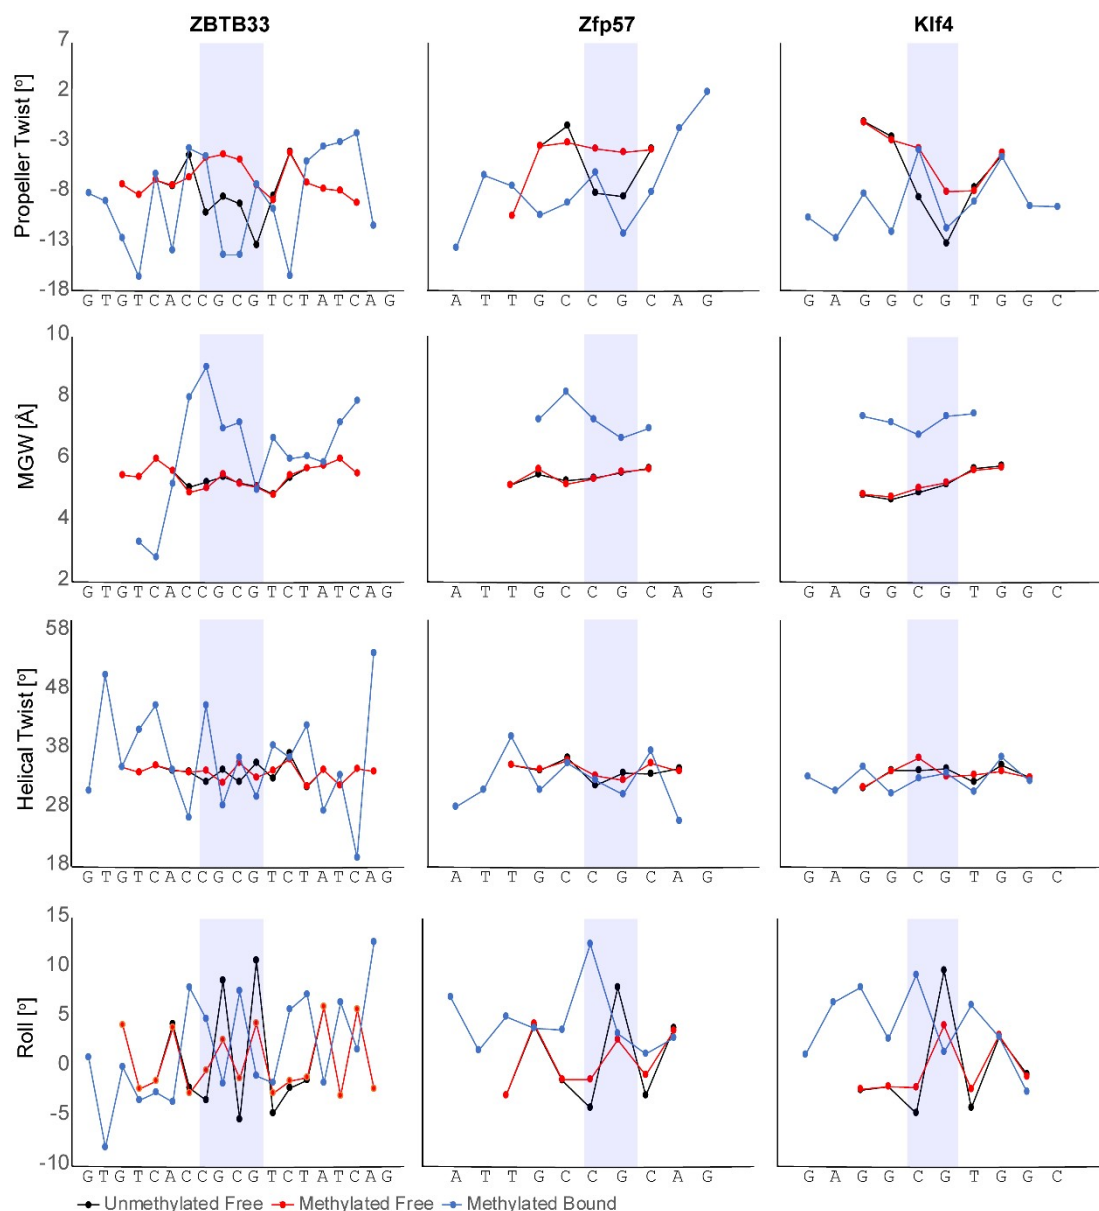 ZBTB33 Zfp57 Klf4
Propeller Twist [º]
7
2
-3
-8
-13
-18
G T G T C A C C G C G T C T A T C A G
A T T G C C G C A G
G A G G C G T G G C
MGW [Å]
10
8
6
4
2
G T G T C A C C G C G T C T A T C A G
A T T G C C G C A G
G A G G C G T G G C
Helical Twist [º]
58
48
38
28
18
G T G T C A C C G C G T C T A T C A G
A T T G C C G C A G
G A G G C G T G G C
Roll [º]
15
10
5
0
-5
-10
G T G T C A C C G C G T C T A T C A G
A T T G C C G C A G
G A G G C G T G G C
Unmethylated Free Methylated Free Methylated Bound